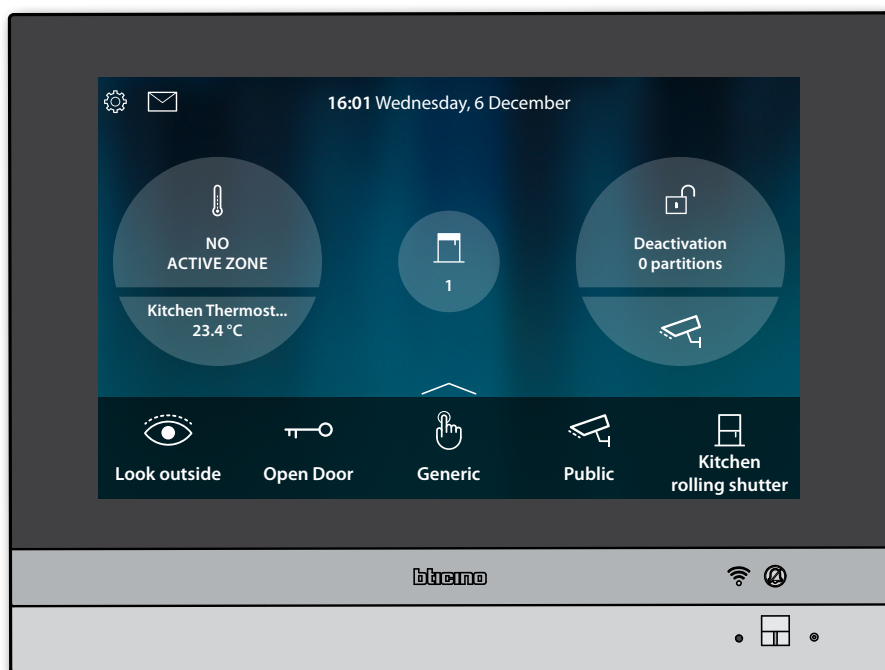 16:01 Wednesday, 6 December
NO
ACTIVE ZONE
Kitchen Thermost...
23.4 °C
1
Deactivation
0 partitions
Look outside
Open Door
Generic
Public
Kitchen
rolling shutter
bticino